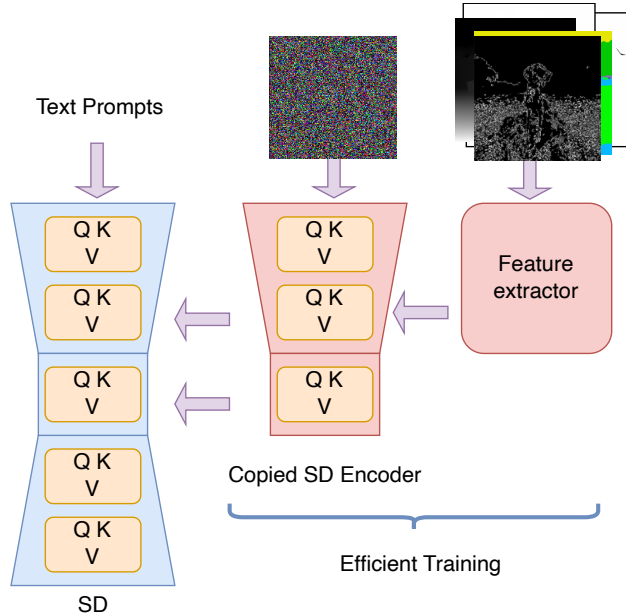 Text Prompts
Q K
V
Q K
V
Q K
V
Q K
V
Q K
V
SD
Q K
V
Q K
V
Q K
V
Copied SD Encoder
Feature
extractor
Efficient Training